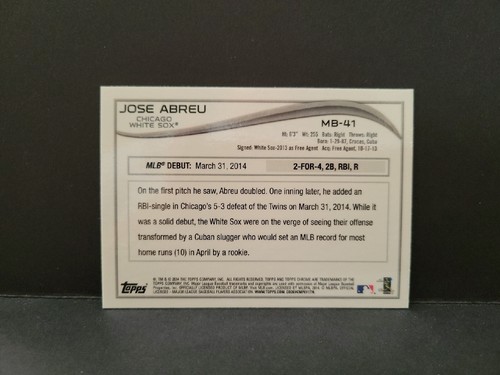 JOSE ABREU
CHICAGO
WHITE SOX®
MB-41
Ht: 6'3" Wt: 255 Bats: Right Throws: Right
Born: 1-29-87, Cruces, Cuba
Signed: White Sox-2013 as Free Agent Acq: Free Agent, 10-17-13
MLB® DEBUT: March 31, 2014
2-FOR-4, 2B, RBI, R
On the first pitch he saw, Abreu doubled. One inning later, he added an
RBI-single in Chicago's 5-3 defeat of the Twins on March 31, 2014. While it
was a solid debut, the White Sox were on the verge of seeing their offense
transformed by a Cuban slugger who would set an MLB record for most
home runs (10) in April by a rookie.
Topps